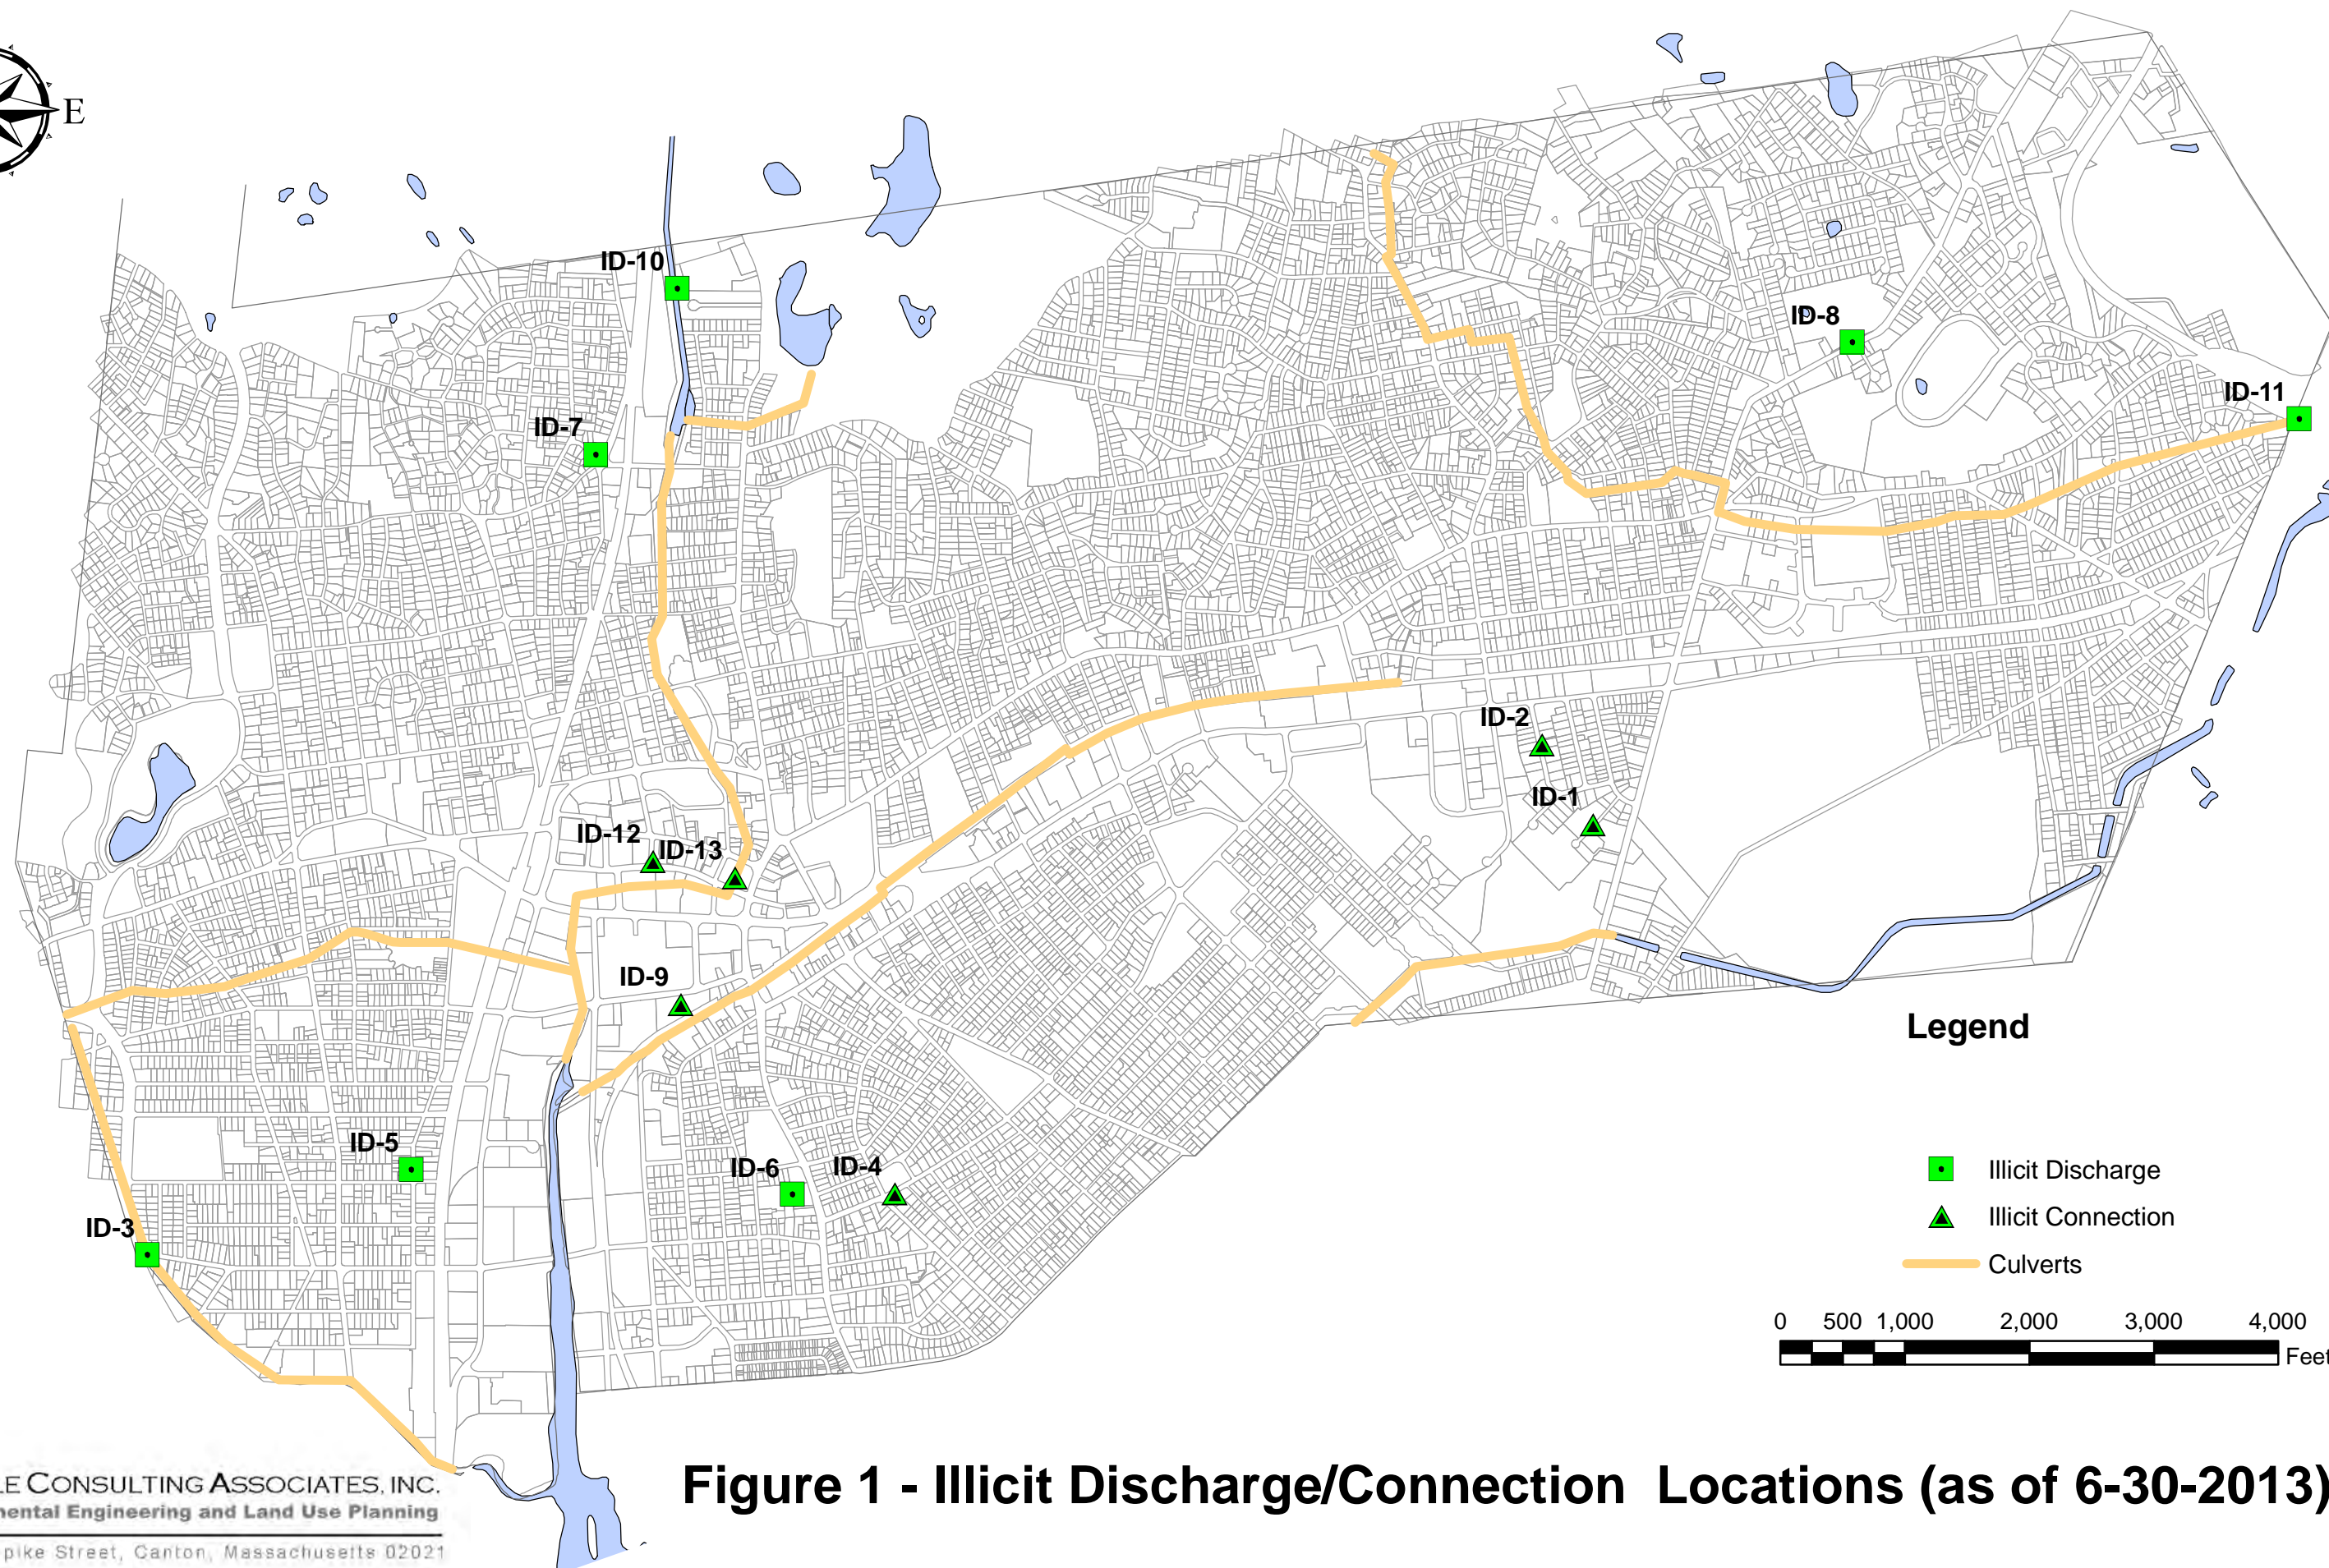 E
ID-10
ID-8
ID-11
ID-7
ID-2
ID-1
ID-12
ID-13
ID-9
ID-5
ID-6
ID-4
ID-3
Legend
Illicit Discharge
Illicit Connection
Culverts
0 500 1,000 2,000 3,000 4,000
Feet
CONSULTING ASSOCIATES, INC.
Engineering and Land Use Planning
Street, Canton, Massachusetts 02021
Figure 1 - Illicit Discharge/Connection Locations (as of 6-30-2013)